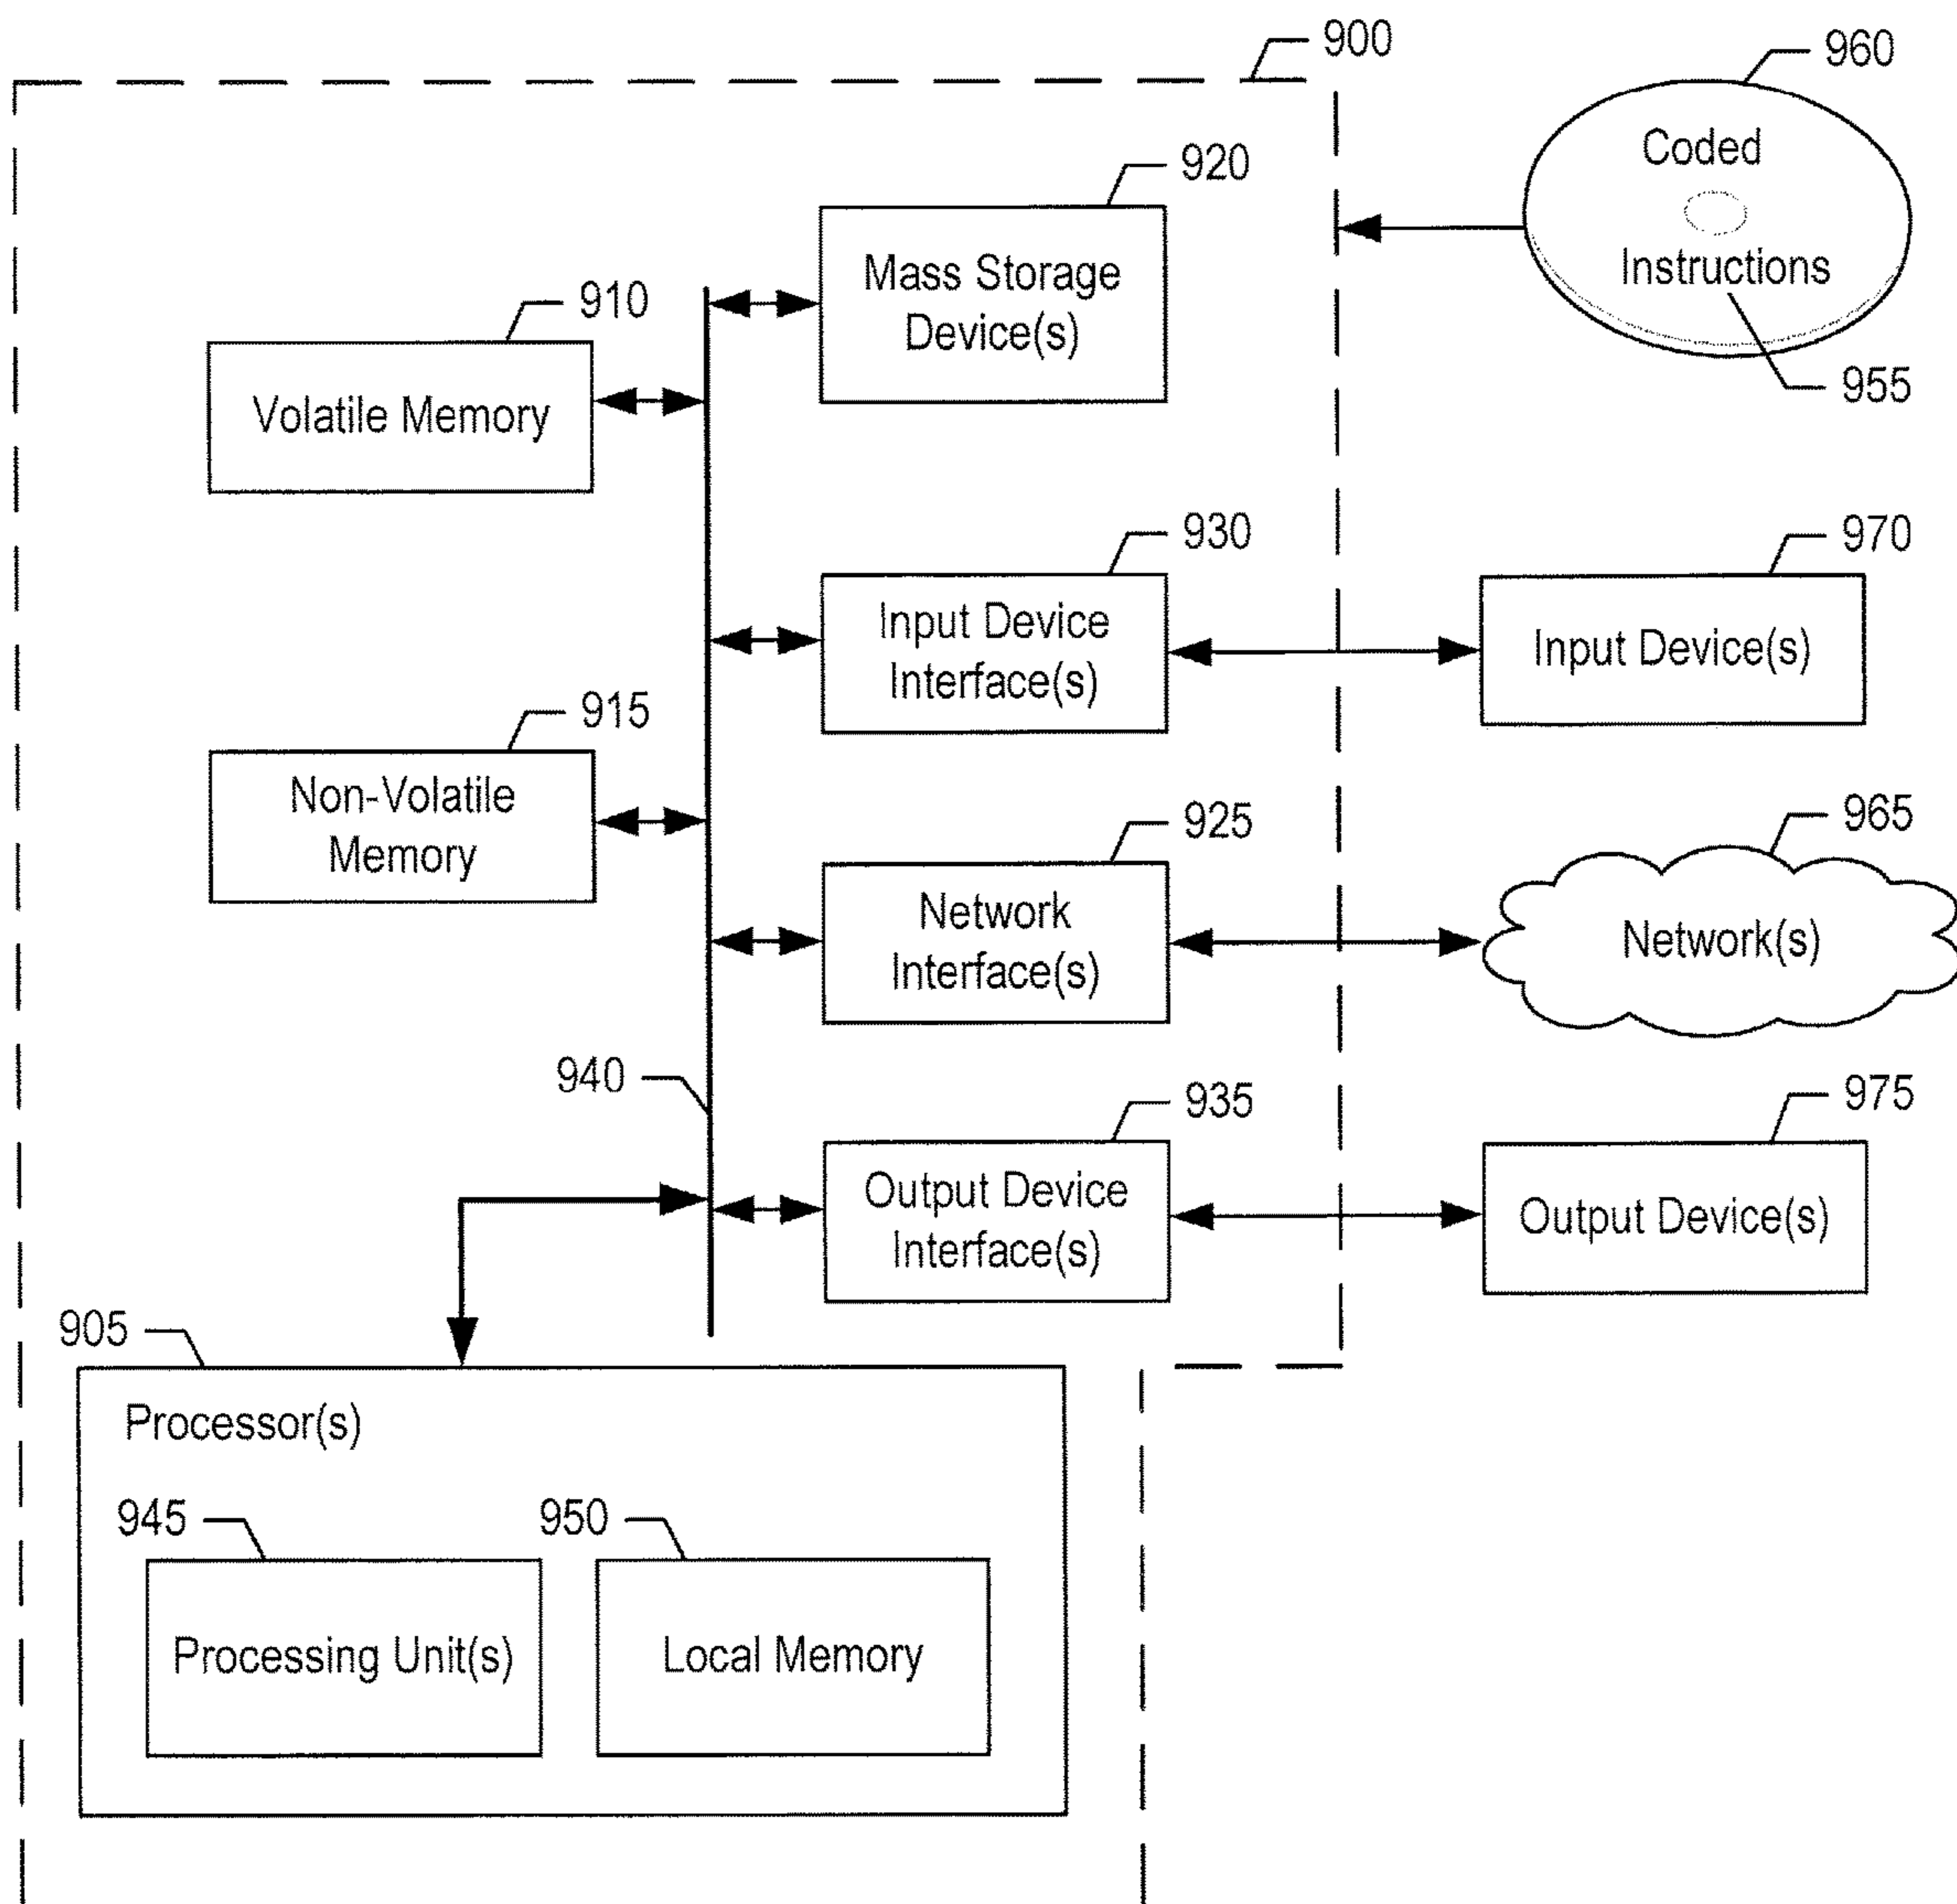 900
960
Coded
Instructions
955
920
Mass Storage
Device(s)
910
Volatile Memory
930
Input Device
Interface(s)
970
Input Device(s)
915
Non-Volatile
Memory
925
Network
Interface(s)
965
Network(s)
940
935
Output Device
Interface(s)
975
Output Device(s)
905
Processor(s)
945
Processing Unit(s)
950
Local Memory